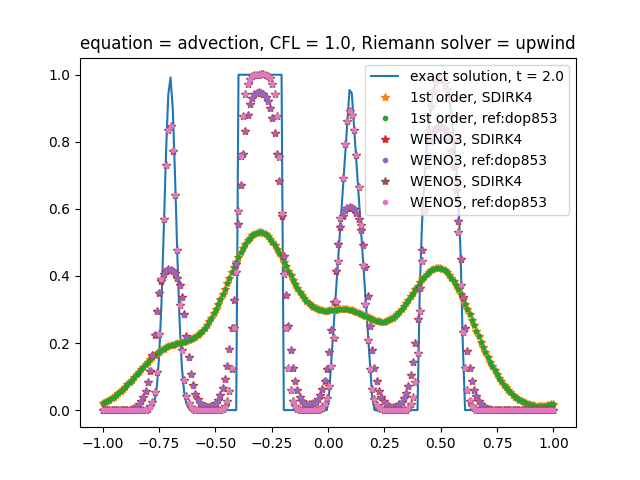 equation = advection, CFL = 1.0, Riemann solver = upwind
1.0
0.8
0.6
0.4
0.2
0.0
exact solution, t = 2.0
1st order, SDIRK4
1st order, ref:dop853
WENO3, SDIRK4
WENO3, ref:dop853
WENO5, SDIRK4
WENO5, ref:dop853
−1.00 −0.75 −0.50 −0.25 0.00 0.25 0.50 0.75 1.00